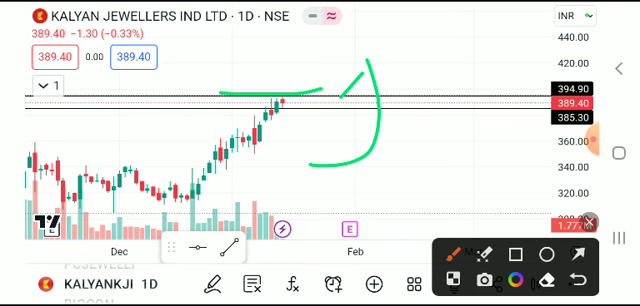 KALYAN JEWELLERS IND LTD · 1D · NSE
INR
389.40 −1.30 (−0.33%)
389.40 0.00 389.40
1
440.00
420.00
394.90
389.40
385.30
360.00
340.00
320.00
1.777
E
E
Dec Feb
KALYANKJI 1D